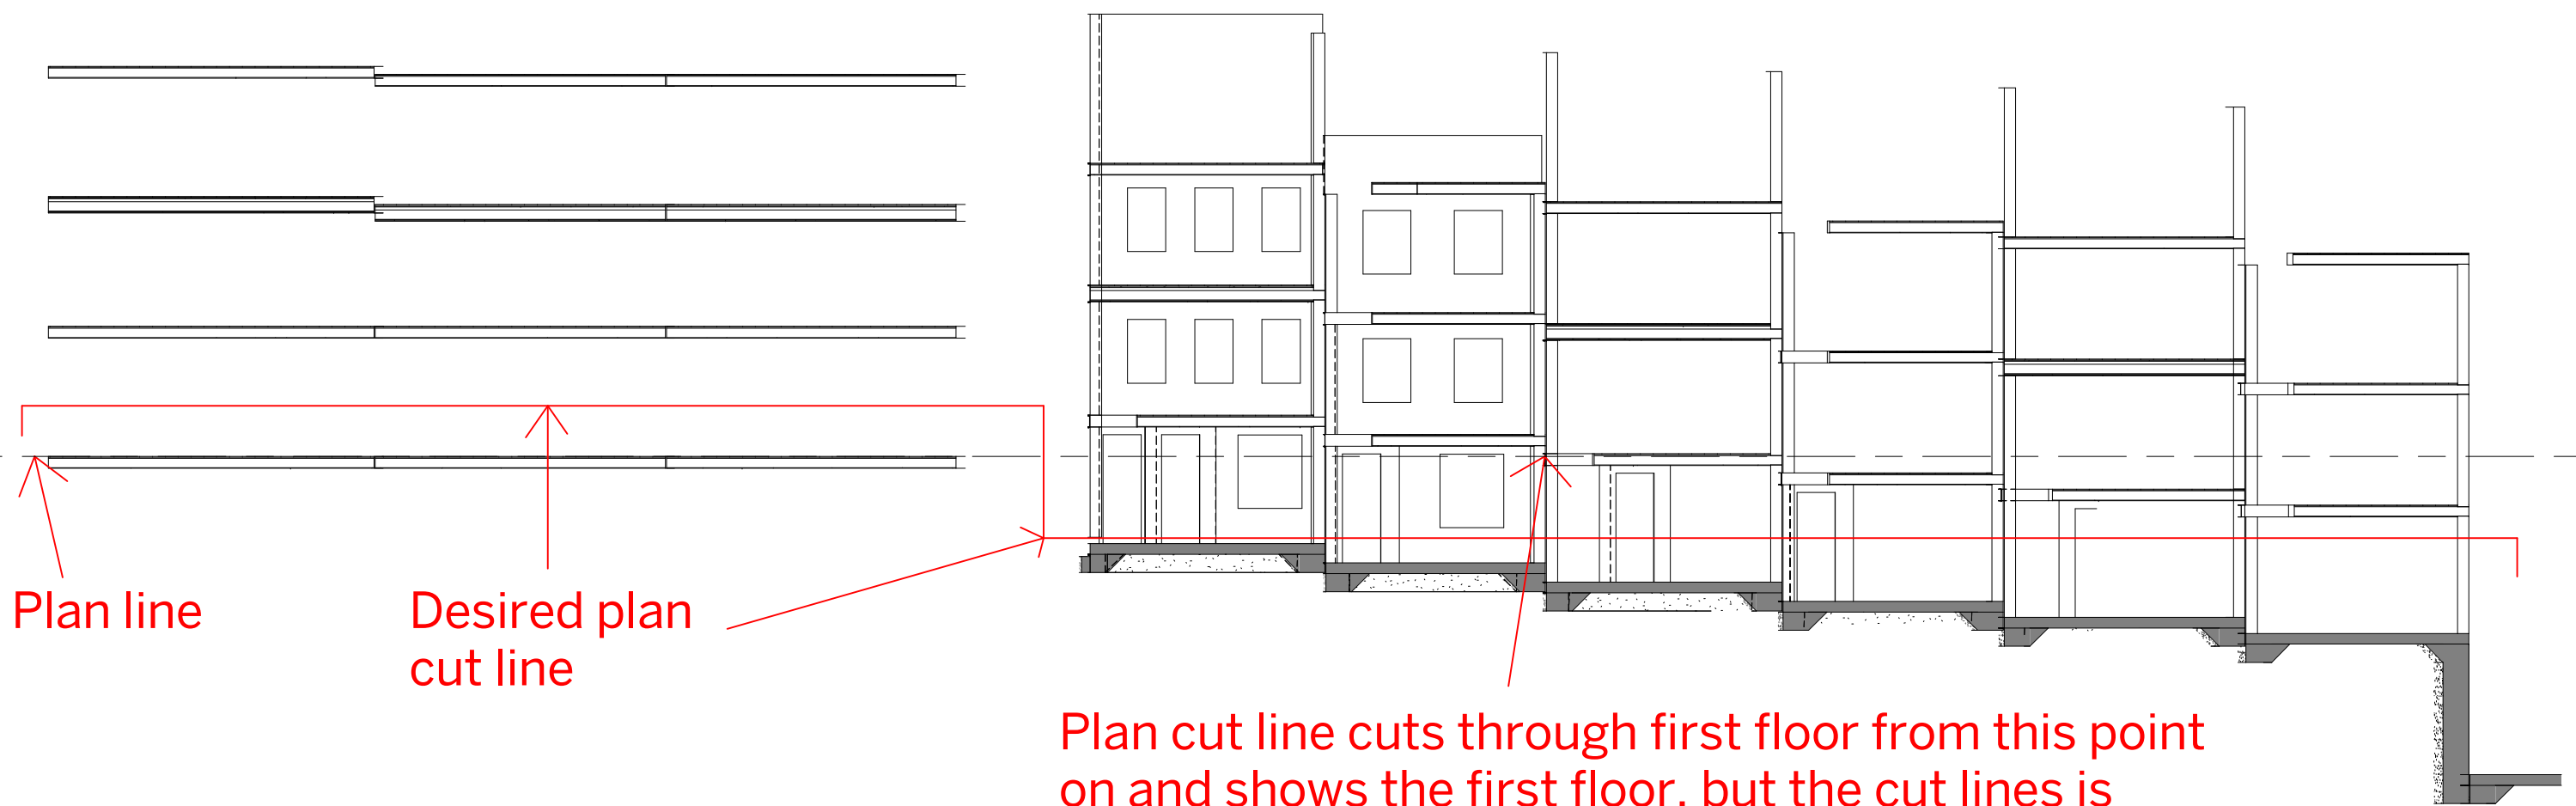 Plan line
Desired plan
cut line
Plan cut line cuts through first floor from this point
on and shows the first floor, but the cut lines is